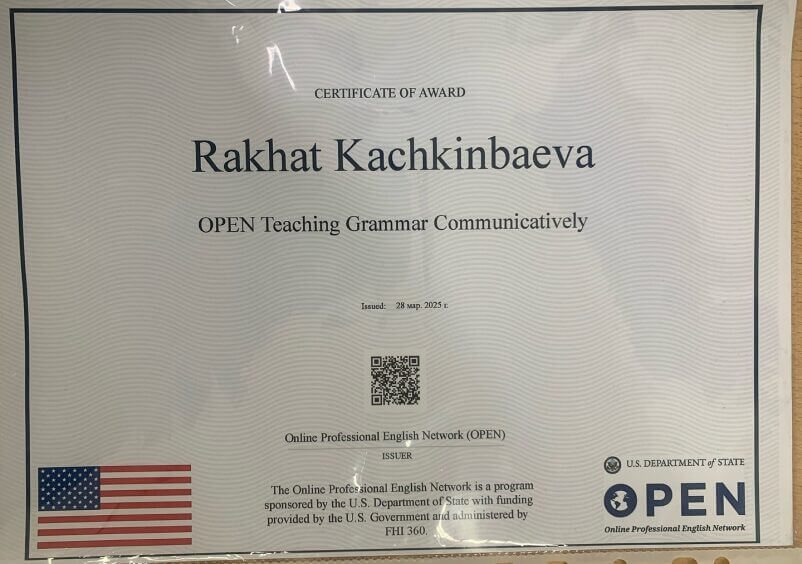 CERTIFICATE OF AWARD
Rakhat Kachkinbaeva
OPEN Teaching Grammar Communicatively
Issued: 28 мар. 2025 г.
Online Professional English Network (OPEN)
ISSUER
The Online Professional English Network is a program
sponsored by the U.S. Department of State with funding
provided by the U.S. Government and administered by
FHI 360.
U.S. DEPARTMENT of STATE
OPEN
Online Professional English Network